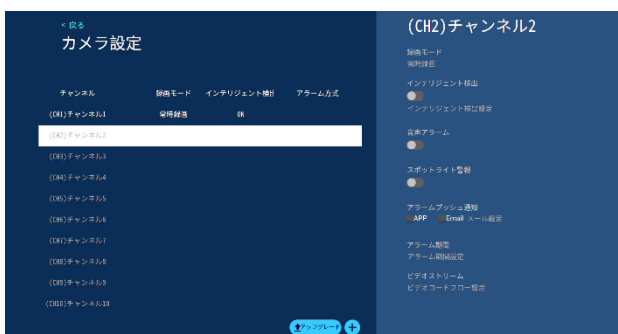 < 戻る
カメラ設定
チャンネル 録画モード インテリジェント検出 アラーム方式
(CH1)チャンネル1 常時録画 ON
(CH2)チャンネル2
(CH3)チャンネル3
(CH4)チャンネル4
(CH5)チャンネル5
(CH6)チャンネル6
(CH7)チャンネル7
(CH8)チャンネル8
(CH9)チャンネル9
(CH10)チャンネル10
アップグレード
(CH2)チャンネル2
録画モード
常時録画
インテリジェント検出
インテリジェント検出設定
音声アラーム
スポットライト警報
アラームプッシュ通知
APP Email メール設定
アラーム期間
アラーム期間設定
ビデオストリーム
ビデオコードフロー設定